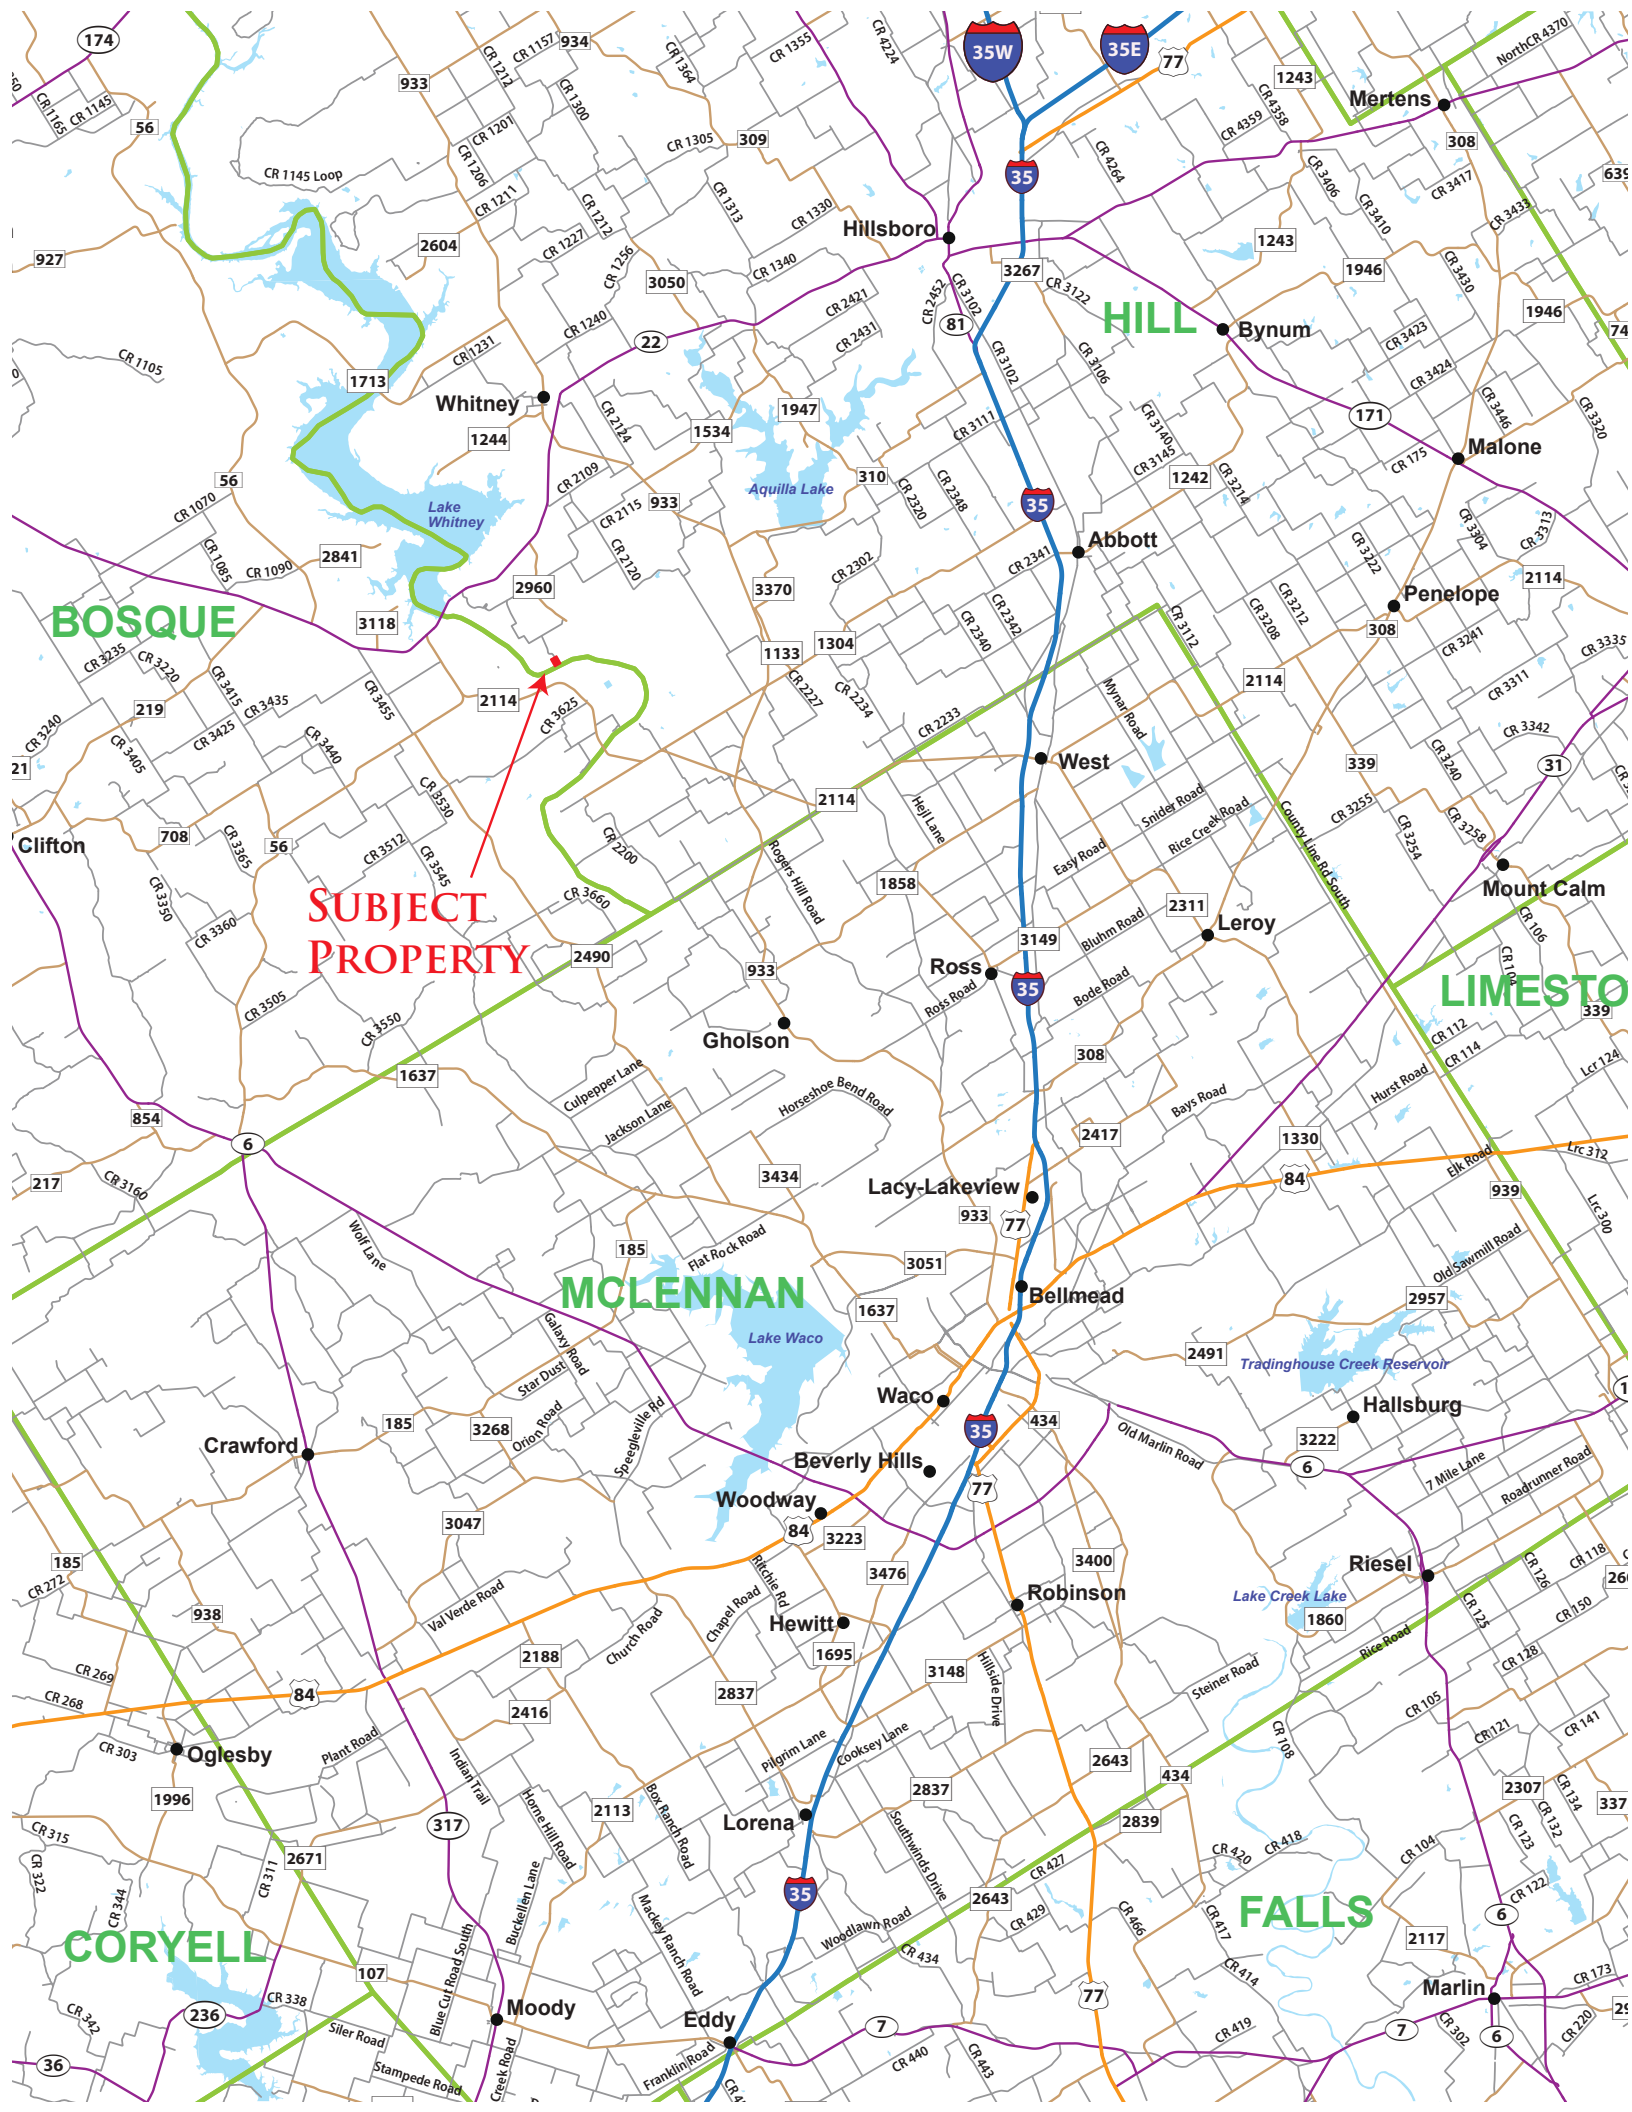 174
CR 1157
934
CR 1355
CR 4224
35W
35E
77
NorthCR 4370
CR 1212
CR 1364
933
1243
Mertens
CR 1165
CR 1145
CR 1300
CR 4358
56
CR 1201
CR 1305
309
CR 4359
308
CR 1206
CR 4264
CR 1145 Loop
35
CR 3406
CR 3417
639
CR 1211
CR 1212
CR 1313
CR 1330
CR 3410
CR 3433
Hillsboro
927
2604
CR 1227
CR 1256
1243
CR 1340
3050
3267
1946
CR 3430
CR 2452
CR 3102
CR 3122
CR 2421
HILL
1946
CR 1240
81
Bynum
74
CR 2431
22
CR 3423
CR 1105
CR 1231
CR 3102
CR 3106
CR 3424
1713
Whitney
1947
CR 3446
CR 2124
171
CR 3320
1244
1534
CR 3111
CR 3140
Malone
CR 3145
CR 175
56
CR 2109
310
CR 2348
1242
CR 3214
Aquilla Lake
CR 2320
CR 1070
Lake
Whitney
933
35
CR 2115
CR 3304
CR 3313
Abbott
CR 1085
CR 1090
2841
CR 2120
CR 2302
CR 2341
CR 3222
2960
2114
3370
Penelope
BOSQUE
3118
CR 2340
CR 2342
CR 3112
CR 3208
CR 3212
308
1304
CR 3241
CR 3335
CR 3235
CR 3220
1133
CR 3415
CR 3455
CR 2227
CR 2234
Mynar Road
2114
CR 3311
219
CR 3435
2114
CR 3625
CR 3240
CR 3425
CR 2233
CR 3342
CR 3405
CR 3440
21
West
339
CR 3240
31
CR 3530
2114
Snider Road
Rice Creek Road
County Line Rd South
CR 3255
CR 3258
Clifton
708
CR 3365
56
CR 3512
CR 2200
Hejl Lane
CR 3254
CR 3545
Rogers Hill Road
Easy Road
Mount Calm
1858
CR 3350
SUBJECT
PROPERTY
CR 3660
2311
Leroy
CR 106
CR 3360
Bluhm Road
3149
2490
933
Ross
CR 104
35
Bode Road
LIMESTO
CR 3505
Ross Road
339
Gholson
CR 3550
CR 112
308
CR 114
Lcr 124
1637
Culpepper Lane
Hurst Road
Horseshoe Bend Road
Bays Road
854
Jackson Lane
6
2417
1330
Elk Road
Lrc 312
217
CR 3160
3434
84
939
Lacy-Lakeview
933
77
Lrc 300
Wolf Lane
185
Flat Rock Road
3051
Old Sawmill Road
MCLENNAN
Bellmead
2957
1637
Galaxy Road
Lake Waco
2491
Tradinghouse Creek Reservoir
Star Dust
Waco
Hallsburg
185
3268
Orion Road
Speegleville Rd
434
35
Old Marlin Road
3222
Crawford
Beverly Hills
6
7 Mile Lane
Roadrunner Road
77
Woodway
3047
84
3223
185
Ritchie Rd
3400
Riesel
CR 126
CR 118
CR 272
3476
Lake Creek Lake
Robinson
938
Val Verde Road
Chapel Road
1860
CR 125
CR 150
Church Road
Hewitt
Rice Road
1695
2188
CR 269
3148
Hillside Drive
Steiner Road
CR 128
CR 268
84
2837
CR 105
2416
CR 121
CR 141
Plant Road
Pilgrim Lane
Cooksey Lane
CR 108
CR 303
Oglesby
Indian Trail
2643
434
1996
Horne Hill Road
Box Ranch Road
2837
2307
CR 134
2113
317
Lorena
Southwinds Drive
2839
CR 123
CR 132
337
CR 315
CR 420
CR 418
CR 104
2671
CR 427
CR 322
CR 311
CR 344
Buckellen Lane
35
2643
CR 122
Mackey Ranch Road
CR 429
CR 466
CR 417
FALLS
6
Woodlawn Road
CORYELL
Blue Cut Road South
CR 434
2117
CR 414
107
Marlin
CR 173
CR 338
77
236
CR 342
Moody
Eddy
7
CR 419
7
CR 302
6
CR 220
Siler Road
36
Franklin Road
CR 440
CR 443
Stampede Road
Creek Road